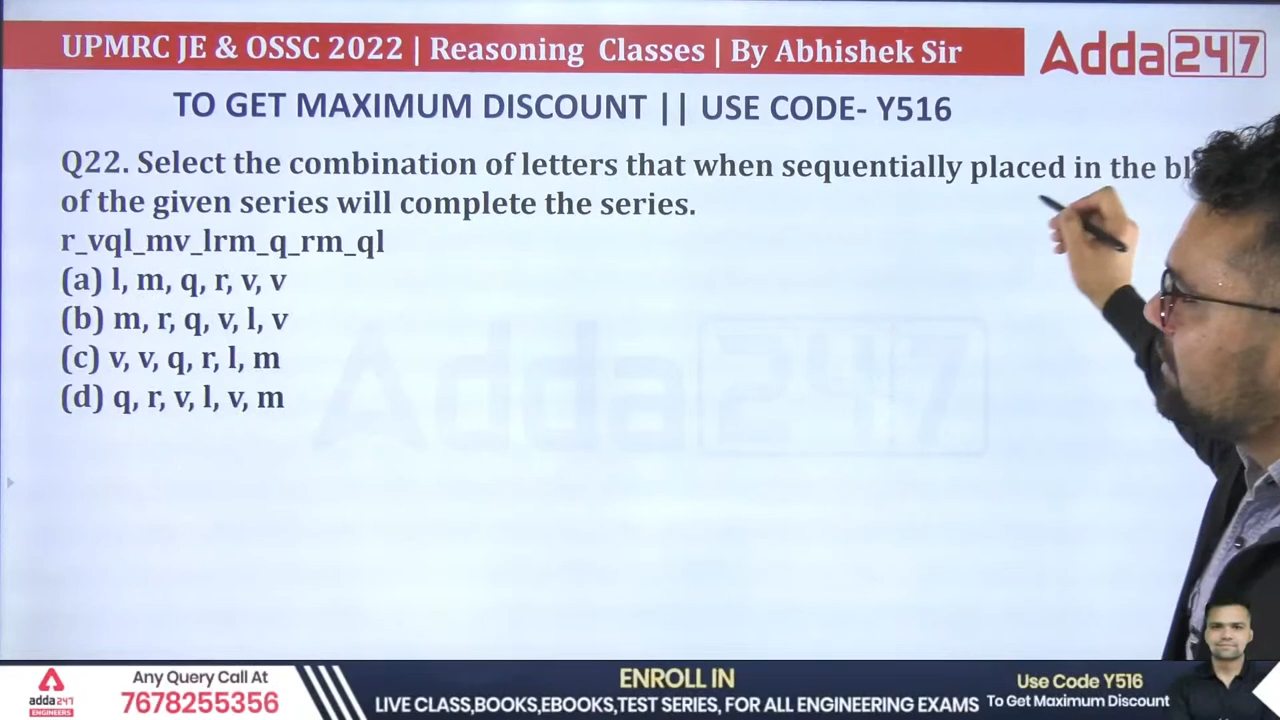 UPMRC JE & OSSC 2022 | Reasoning Classes | By Abhishek Sir
Adda247
TO GET MAXIMUM DISCOUNT || USE CODE- Y516
Q22. Select the combination of letters that when sequentially placed in the
of the given series will complete the series.
r_vql_mv_lrm_q_rm_ql
(a) l, m, q, r, v, v
(b) m, r, q, v, l, v
(c) v, v, q, r, l, m
(d) q, r, v, l, v, m
Adda247
adda247
ENGINEERS
Any Query Call At
7678255356
ENROLL IN
LIVE CLASS,BOOKS,EBOOKS,TEST SERIES, FOR ALL ENGINEERING EXAMS
Use Code Y516
To Get Maximum Discount